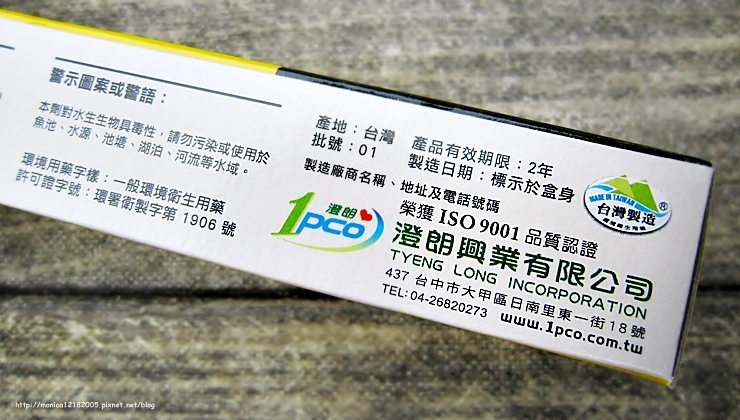 警示圖案或警語：
本劑對水生生物具毒性，請勿污染或使用於
魚池、水源、池塘、湖泊、河流等水域。
環境用藥字樣：一般環境衛生用藥
許可證字號：環署衛製字第 1906 號
產地：台灣
批號：01
產品有效期限：2年
製造日期：標示於盒身
製造廠商名稱、地址及電話號碼
榮獲 ISO 9001 品質認證
澄朗
1pco
澄朗興業有限公司
TYENG LONG INCORPORATION
437 台中市大甲區日南里東一街18號
TEL:04-26820273
www.1pco.com.tw
MADE IN TAIWAN
®
台灣製造
http://monica12182005.pixnet.net/blog